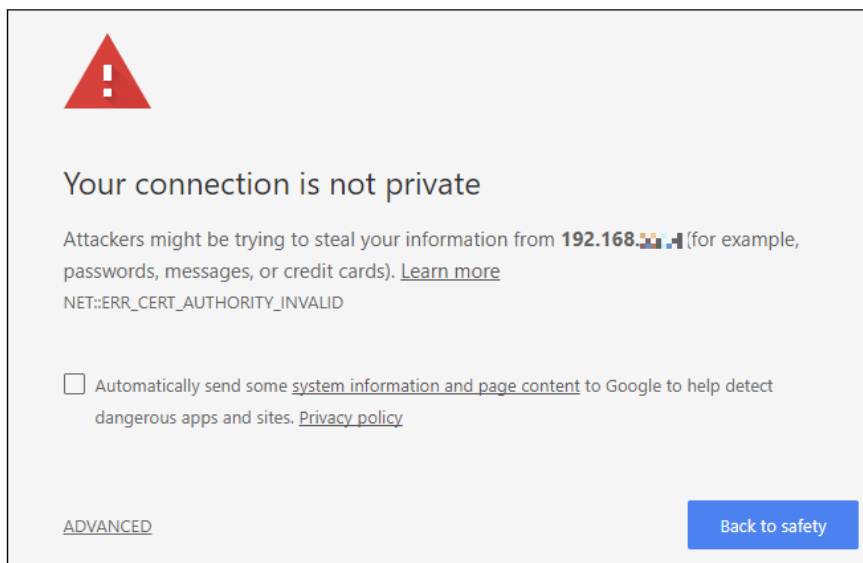 Your connection is not private
Attackers might be trying to steal your information from 192.168. (for example,
passwords, messages, or credit cards). Learn more
NET::ERR_CERT_AUTHORITY_INVALID
Automatically send some system information and page content to Google to help detect
dangerous apps and sites. Privacy policy
ADVANCED
Back to safety